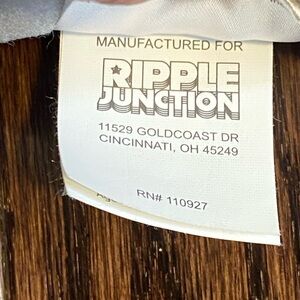 MANUFACTURED FOR
RIPPLE
JUNCTION
11529 GOLDCOAST DR
CINCINNATI, OH 45249
RN# 110927